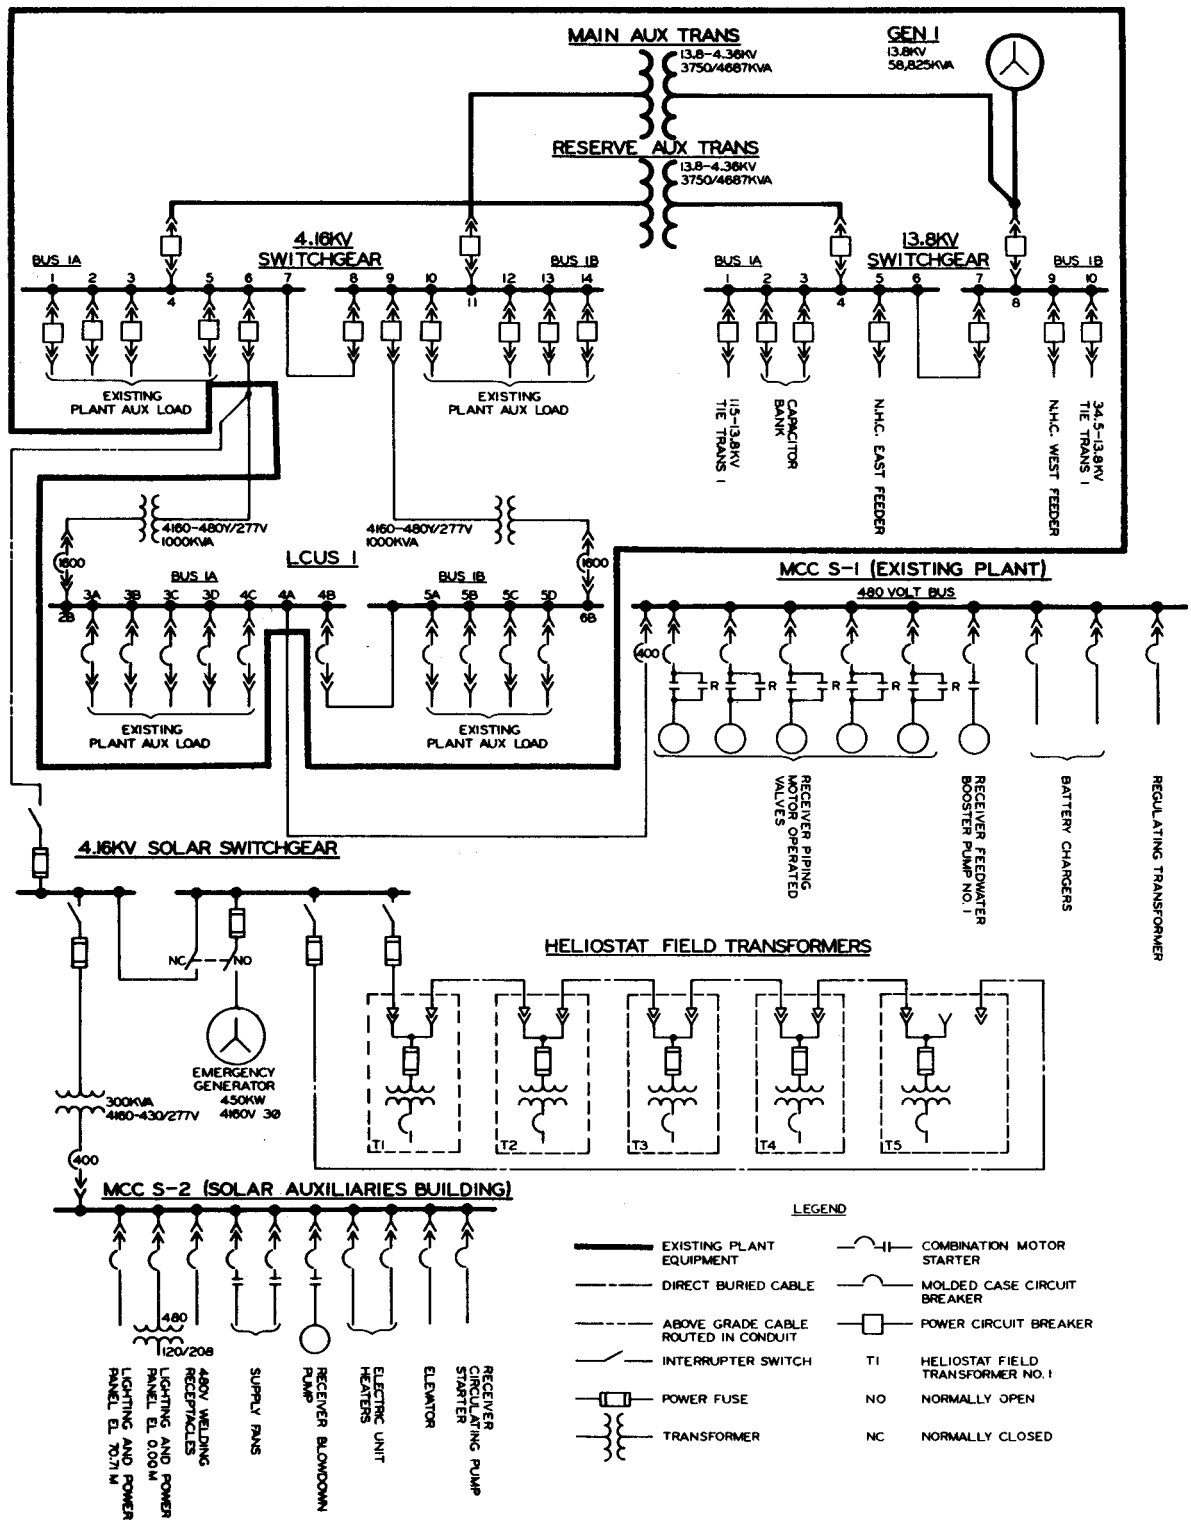 MAIN AUX TRANS
13.8-4.36KV
3750/4687KVA
GEN 1
13.8KV
58,825KVA
RESERVE AUX TRANS
13.8-4.36KV
3750/4687KVA
4.16KV
SWITCHGEAR
BUS 1A
BUS 1B
1 2 3 4 5 6 7 8 9 10 11 12 13 14
13.8KV
SWITCHGEAR
BUS 1A
BUS 1B
1 2 3 4 5 6 7 8 9 10
EXISTING
PLANT AUX LOAD
EXISTING
PLANT AUX LOAD
115-13.8KV
TIE TRANS 1
CAPACITOR
BANK
N.H.C. EAST FEEDER
N.H.C. WEST FEEDER
34.5-13.8KV
TIE TRANS 1
4160-480Y/277V
1000KVA
4160-480Y/277V
1000KVA
1600
LCUS 1
1600
BUS 1A
BUS 1B
2B 3A 3B 3C 3D 4C 4A 4B 5A 5B 5C 5D 6B
EXISTING
PLANT AUX LOAD
EXISTING
PLANT AUX LOAD
MCC S-1 (EXISTING PLANT)
480 VOLT BUS
400
R R R R R
RECEIVER PIPING
MOTOR OPERATED
VALVES
RECEIVER FEEDWATER
BOOSTER PUMP NO. 1
BATTERY CHARGERS
REGULATING TRANSFORMER
4.16KV SOLAR SWITCHGEAR
NC
NO
EMERGENCY
GENERATOR
450KW
4160V 30
300KVA
4160-430/277V
400
HELIOSTAT FIELD TRANSFORMERS
T1 T2 T3 T4 T5
MCC S-2 (SOLAR AUXILIARIES BUILDING)
480
120/208
LIGHTING AND POWER
PANEL EL 70.71 M
LIGHTING AND POWER
PANEL EL 0.00 M
480V WELDING
RECEPTACLES
SUPPLY FANS
RECEIVER BLOWDOWN
PUMP
ELECTRIC UNIT
HEATERS
ELEVATOR
RECEIVER
CIRCULATING PUMP
STARTER
LEGEND
EXISTING PLANT
EQUIPMENT
DIRECT BURIED CABLE
ABOVE GRADE CABLE
ROUTED IN CONDUIT
INTERRUPTER SWITCH
POWER FUSE
TRANSFORMER
COMBINATION MOTOR
STARTER
MOLDED CASE CIRCUIT
BREAKER
POWER CIRCUIT BREAKER
T1 HELIOSTAT FIELD
TRANSFORMER NO. 1
NO NORMALLY OPEN
NC NORMALLY CLOSED